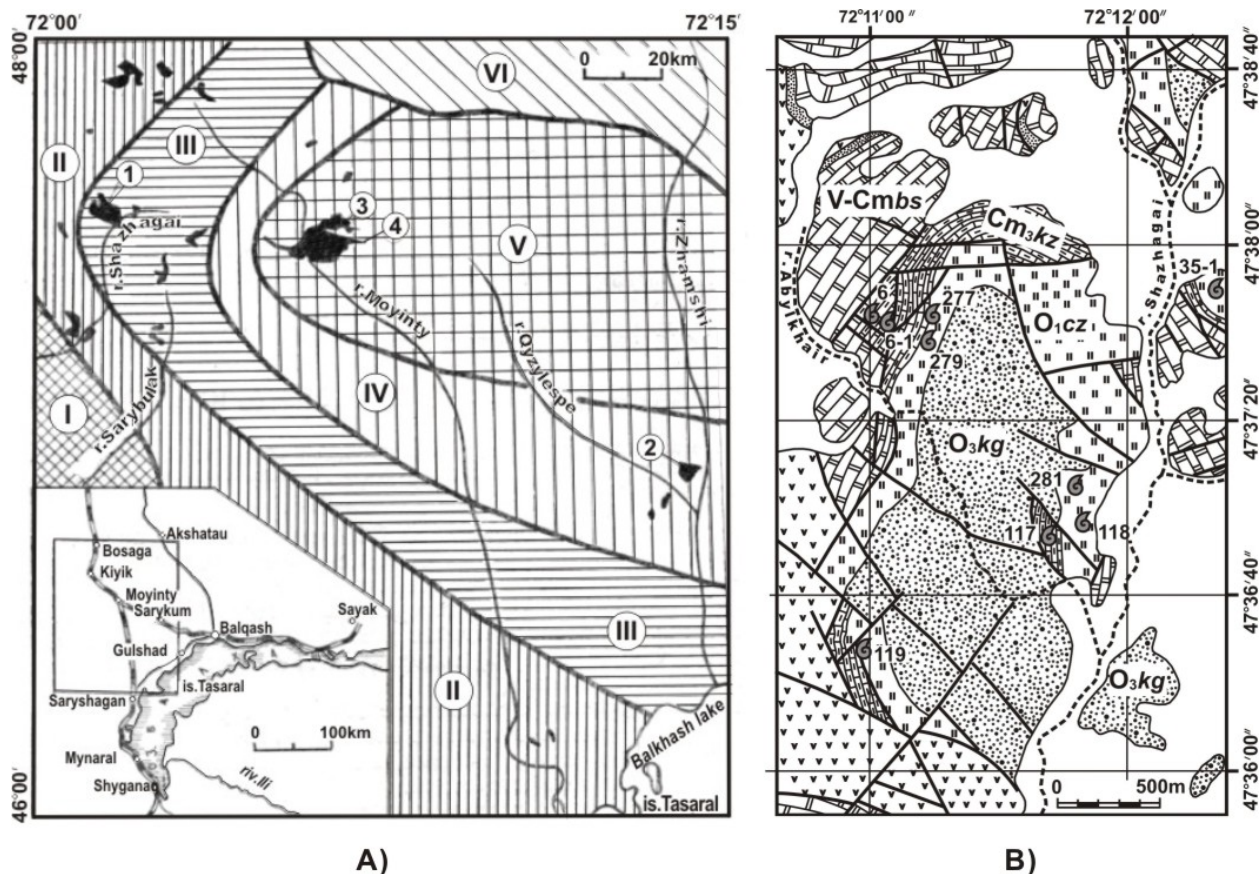 72°00′
72°15′
48°00′
46°00′
VI
0 20km
II
III
1
r.Shazhagai
3
4
V
r.Moyinty
r.Qyzylespe
r.Zhamshi
I
r.Sarybulak
IV
2
III
II
Balkhash lake
is.Tasaral
Akshatau
Bosaga
Kiyik
Moyinty
Sarykum
Sayak
Balqash
Gulshad
is.Tasaral
Saryshagan
0 100km
Mynaral
Shyganaq
riv.Ili
A)
72°11′00″
72°12′00″
47°38′40″
47°38′00″
47°37′20″
47°36′40″
47°36′00″
V-Cmbs
Cm₃kz
r.Abylkhair
r.Shazhagai
35-1
6
277
6-1
279
O₁cz
O₃kg
281
117
118
119
O₃kg
0 500m
B)